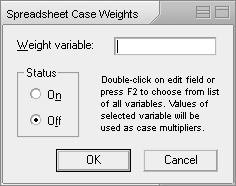 Spreadsheet Case Weights
Weight variable:
Status
On
Off
Double-click on edit field or
press F2 to choose from list
of all variables. Values of
selected variable will
be used as case multipliers.
OK
Cancel